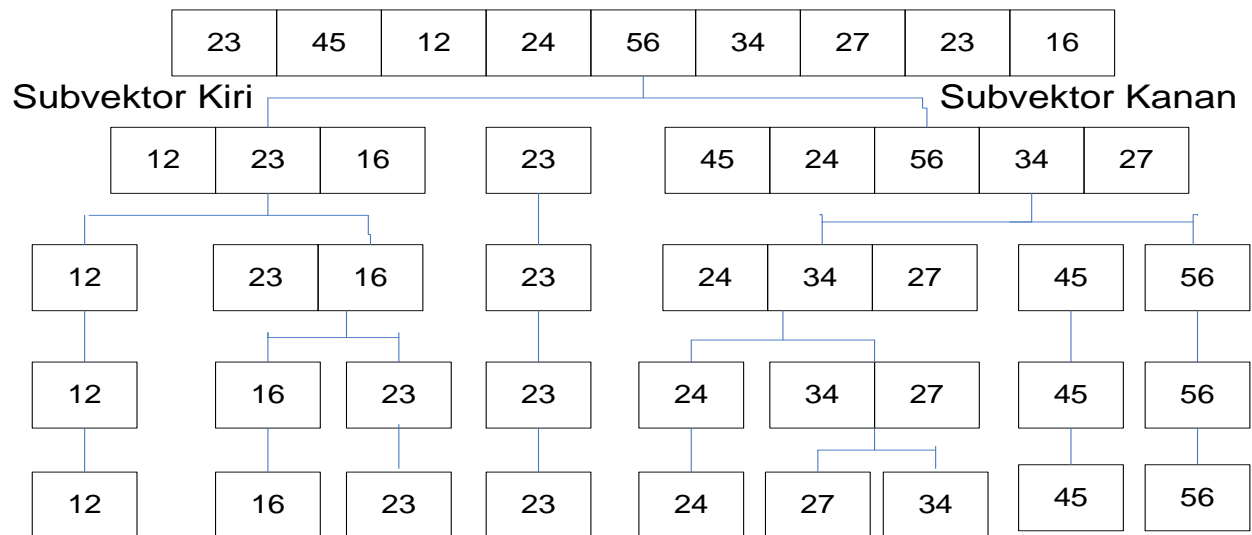 23 45 12 24 56 34 27 23 16
Subvektor Kiri Subvektor Kanan
12 23 16 23 45 24 56 34 27
12 23 16 23 24 34 27 45 56
12 16 23 23 24 34 27 45 56
12 16 23 23 24 27 34 45 56